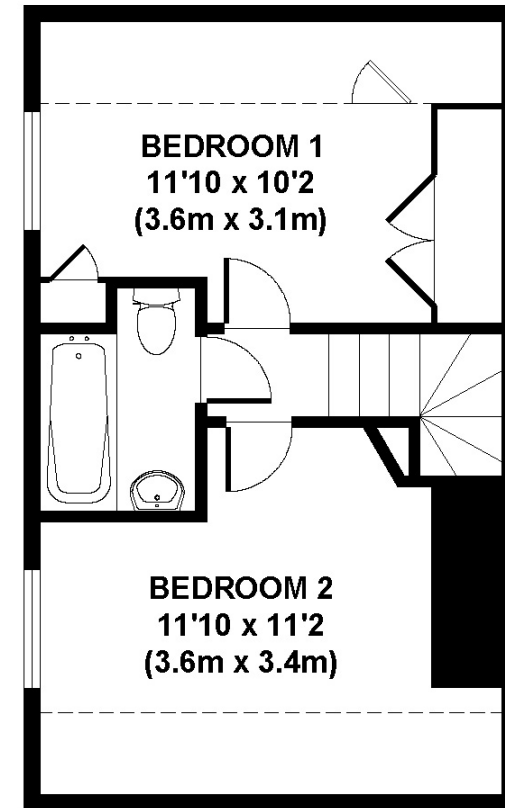 BEDROOM 1
11'10 x 10'2
(3.6m x 3.1m)
BEDROOM 2
11'10 x 11'2
(3.6m x 3.4m)